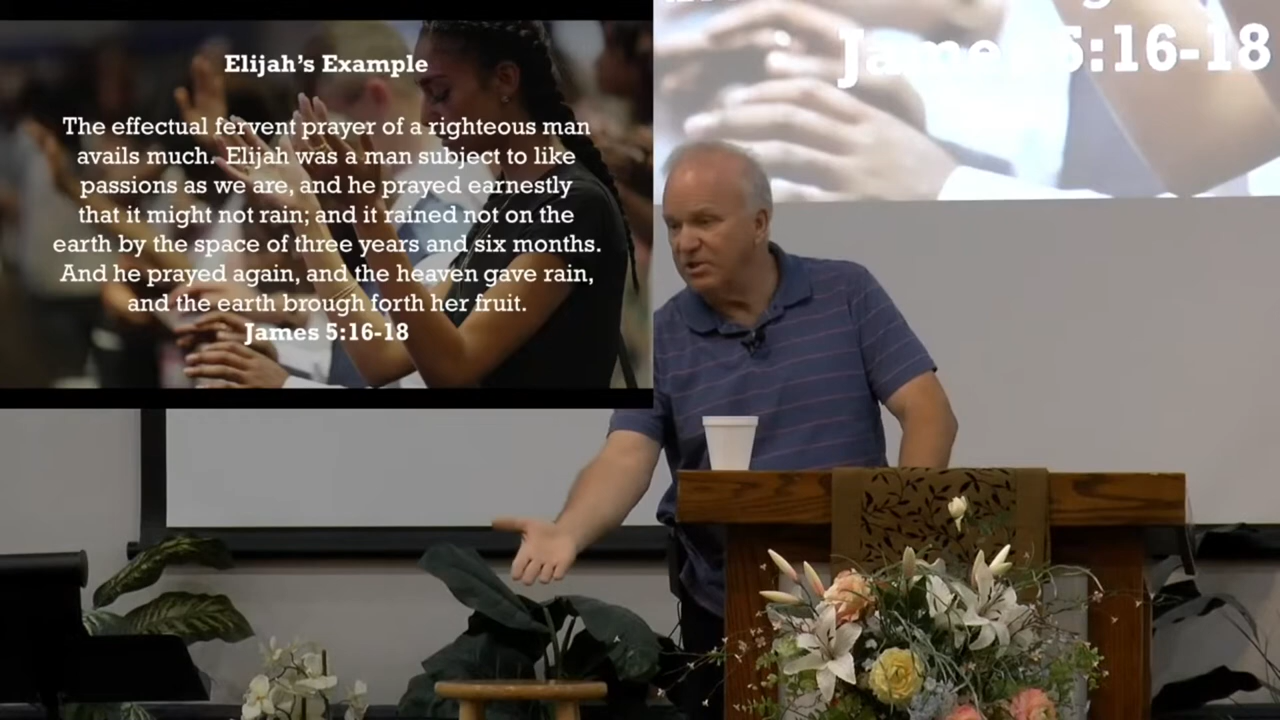 Elijah's Example
The effectual fervent prayer of a righteous man
avails much. Elijah was a man subject to like
passions as we are, and he prayed earnestly
that it might not rain; and it rained not on the
earth by the space of three years and six months.
And he prayed again, and the heaven gave rain,
and the earth brough forth her fruit.
James 5:16-18
James 5:16-18